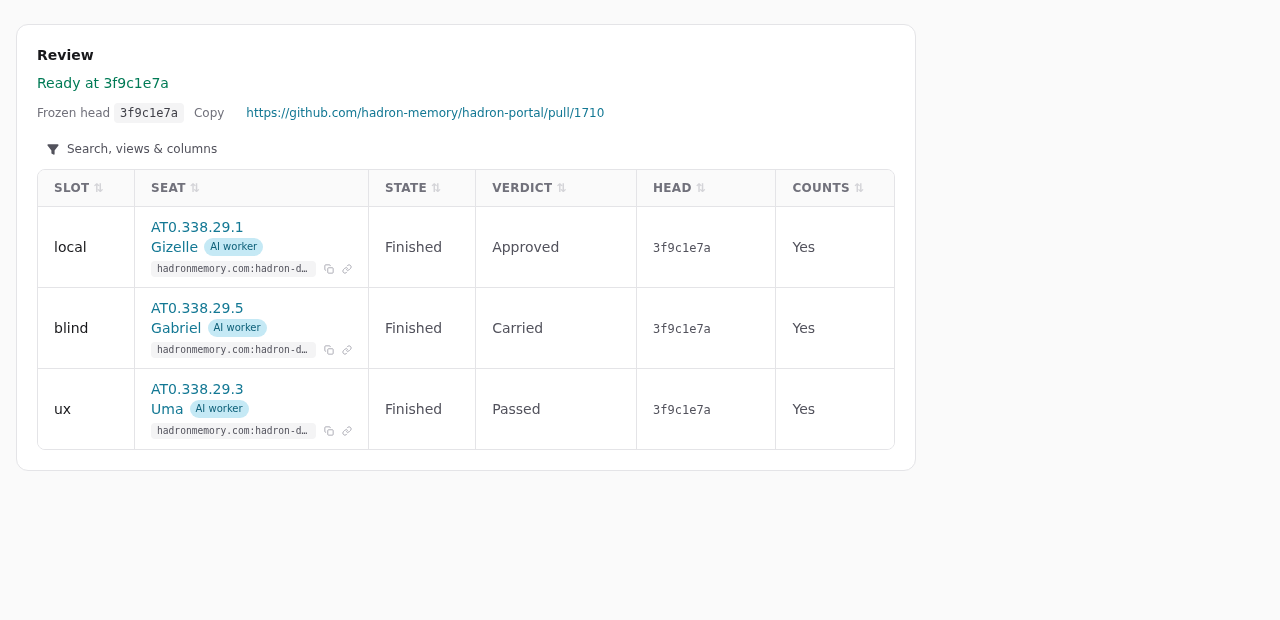 Review
Ready at 3f9c1e7a
Frozen head 3f9c1e7a Copy https://github.com/hadron-memory/hadron-portal/pull/1710
Search, views & columns
SLOT SEAT STATE VERDICT HEAD COUNTS
AT0.338.29.1
local Gizelle AI worker Finished Approved 3f9c1e7a Yes
hadronmemory.com:hadron-d…
AT0.338.29.5
blind Gabriel AI worker Finished Carried 3f9c1e7a Yes
hadronmemory.com:hadron-d…
AT0.338.29.3
ux Uma AI worker Finished Passed 3f9c1e7a Yes
hadronmemory.com:hadron-d…